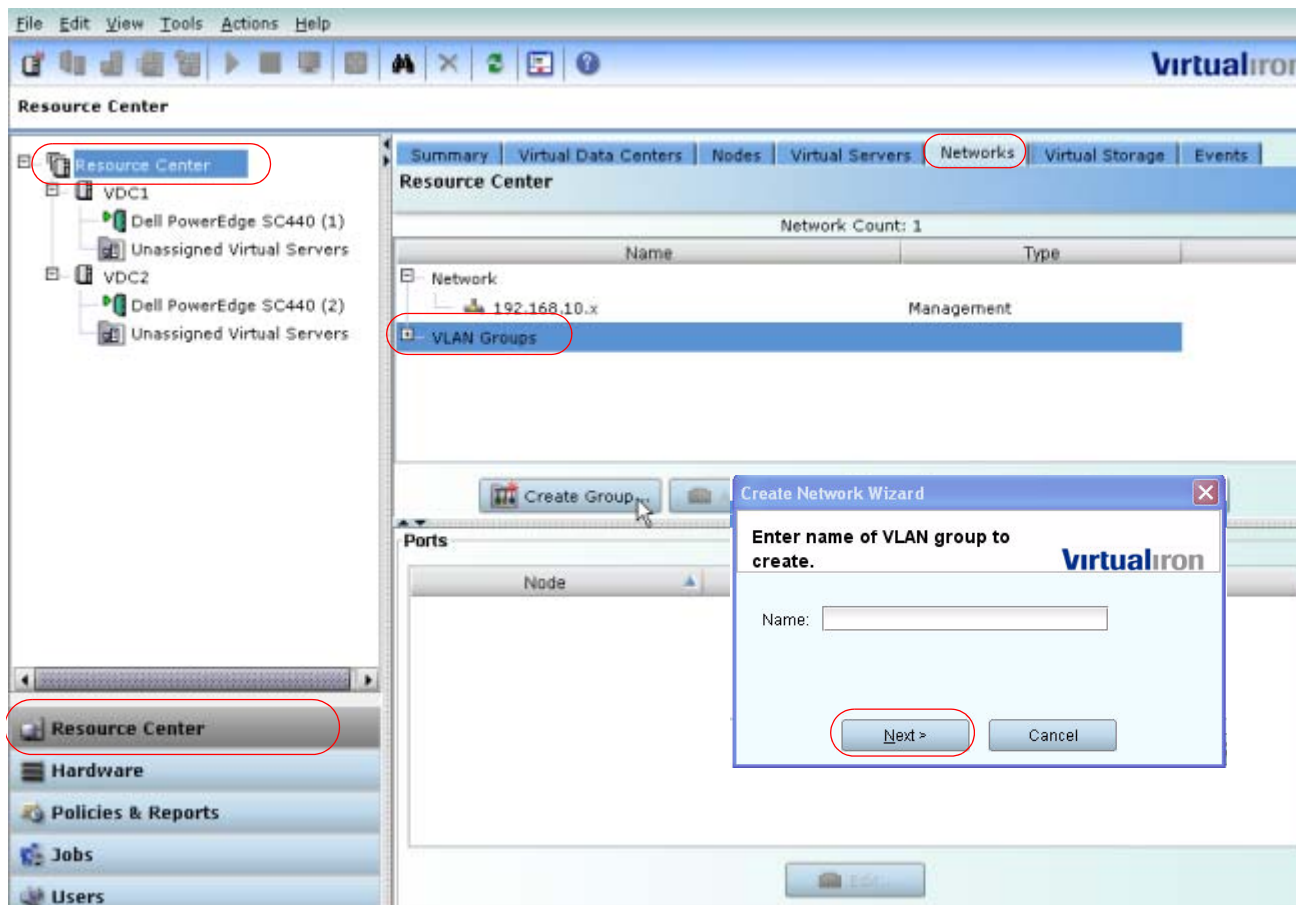 File Edit View Tools Actions Help
Virtualiron
Resource Center
Resource Center
VDC1
Dell PowerEdge SC440 (1)
Unassigned Virtual Servers
VDC2
Dell PowerEdge SC440 (2)
Unassigned Virtual Servers
Summary Virtual Data Centers Nodes Virtual Servers Networks Virtual Storage Events
Resource Center
Network Count: 1
Name Type
Network
192.168.10.x Management
VLAN Groups
Create Group...
Ports
Node
Create Network Wizard
Enter name of VLAN group to
create.
Virtualiron
Name:
Next >
Cancel
Edit...
Resource Center
Hardware
Policies & Reports
Jobs
Users